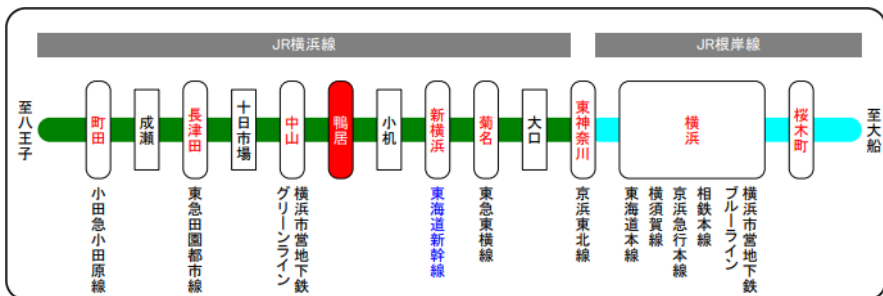 JR横浜線
JR根岸線
至八王子
町田
成瀬
長津田
十日市場
中山
鴨居
小机
新横浜
菊名
大口
東神奈川
横浜
桜木町
至大船
小田急小田原線
東急田園都市線
横浜市営地下鉄
グリーンライン
東海道新幹線
東急東横線
京浜東北線
東海道本線
横須賀線
京浜急行本線
相鉄本線
横浜市営地下鉄
ブルーライン